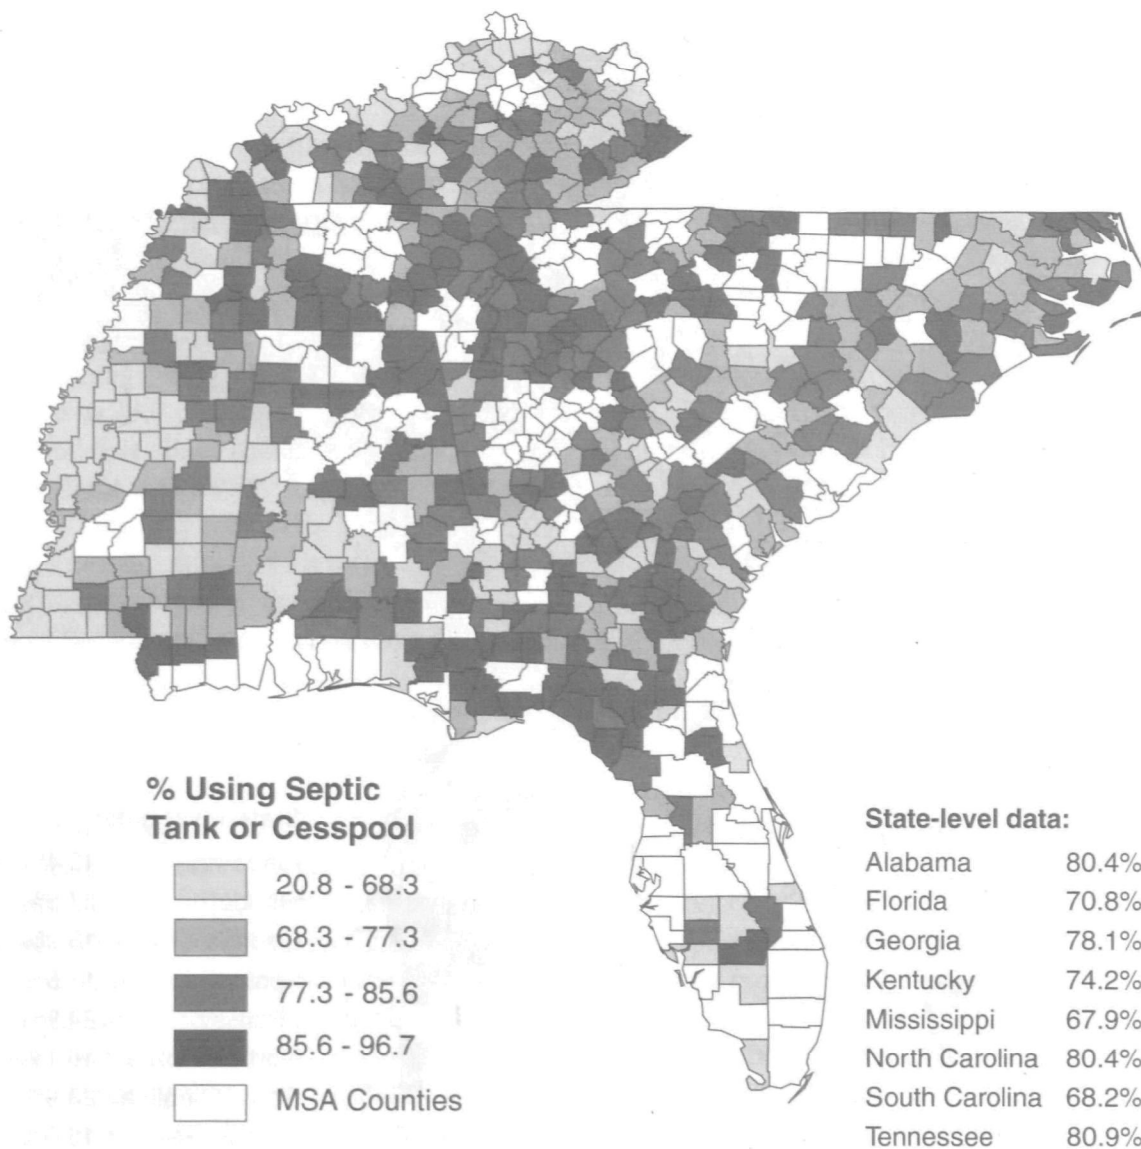 % Using Septic
Tank or Cesspool
20.8 - 68.3
68.3 - 77.3
77.3 - 85.6
85.6 - 96.7
MSA Counties
State-level data:
Alabama 80.4%
Florida 70.8%
Georgia 78.1%
Kentucky 74.2%
Mississippi 67.9%
North Carolina 80.4%
South Carolina 68.2%
Tennessee 80.9%